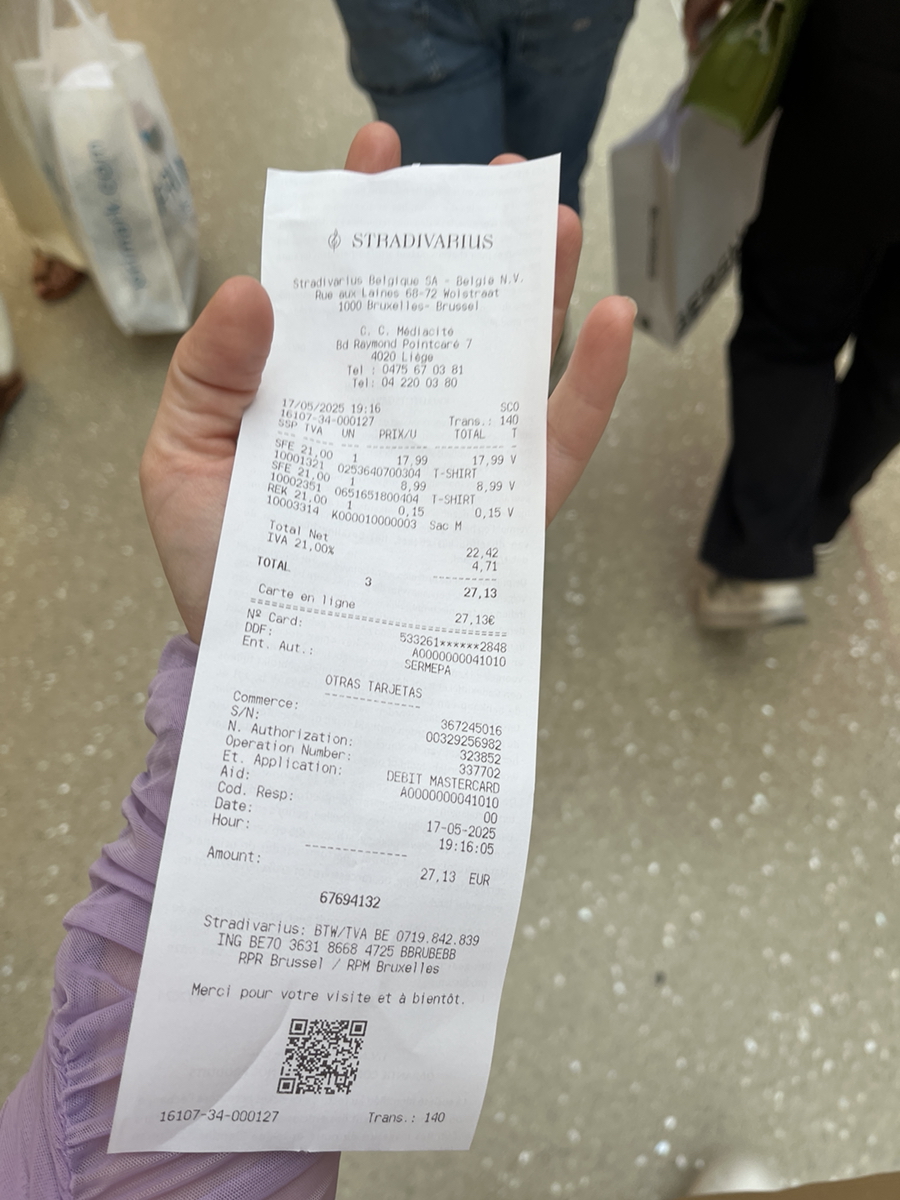 STRADIVARIUS
Stradivarius Belgique SA - België N.V.
Rue aux Laines 68-72 Wolstraat
1000 Bruxelles- Brussel
C. C. Médiacité
Bd Raymond Pointcaré 7
4020 Liège
Tel : 0475 67 03 81
Tel: 04 220 03 80
17/05/2025 19:16 SCO
16107-34-000127 Trans.: 140
SSP TVA UN PRIX/U TOTAL T
SFE 21,00 1 17,99 17,99 V
10001321 0253640700304 T-SHIRT
SFE 21,00 1 8,99 8,99 V
10002351 0651651800404 T-SHIRT
REK 21,00 1 0,15 0,15 V
10003314 K000010000003 Sac M
Total Net 22,42
IVA 21,00% 4,71
TOTAL 3 27,13
Carte en ligne 27,13€
Nº Card: 533261******2848
DDF: A0000000041010
Ent. Aut.: SERMEPA
OTRAS TARJETAS
Commerce: 367245016
S/N: 00329256982
N. Authorization: 323852
Operation Number: 337702
Et. Application: DEBIT MASTERCARD
Aid: A0000000041010
Cod. Resp: 00
Date: 17-05-2025
Hour: 19:16:05
Amount: 27,13 EUR
67694132
Stradivarius: BTW/TVA BE 0719.842.839
ING BE70 3631 8668 4725 BBRUBEBB
RPR Brussel / RPM Bruxelles
Merci pour votre visite et à bientôt.
16107-34-000127 Trans.: 140